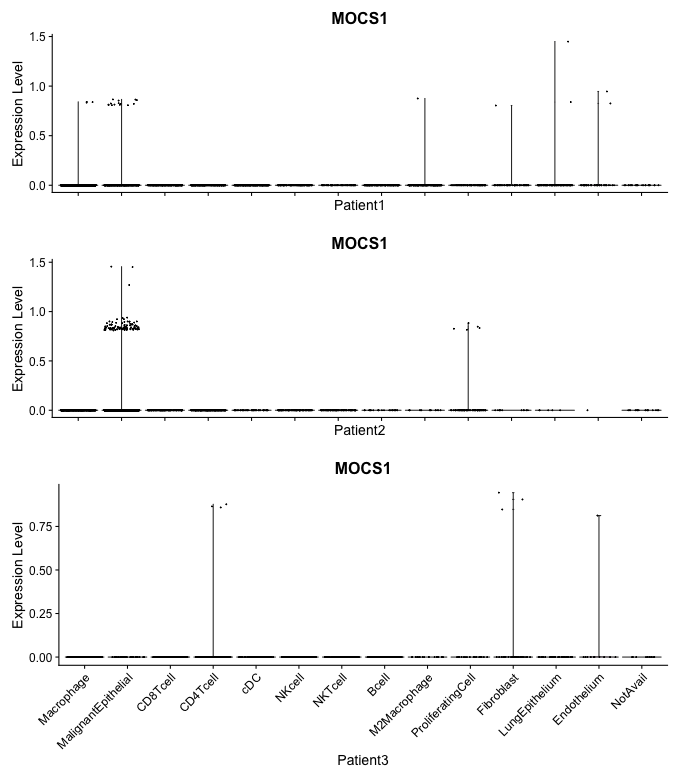 MOCS1
Expression Level
1.5
1.0
0.5
0.0
Patient1
MOCS1
Expression Level
1.5
1.0
0.5
0.0
Patient2
MOCS1
Expression Level
0.75
0.50
0.25
0.00
Macrophage
MalignantEpithelial
CD8Tcell
CD4Tcell
cDC
NKcell
NKTcell
Bcell
M2Macrophage
ProliferatingCell
Fibroblast
LungEpithelium
Endothelium
NotAvail
Patient3